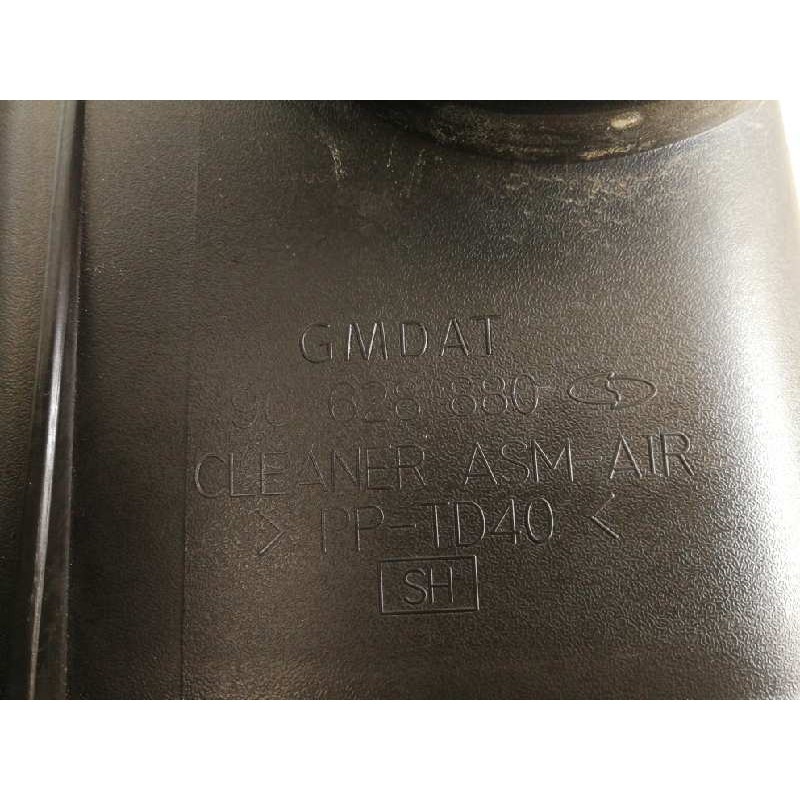 GMDAT
96 628 880
CLEANER ASM-AIR
> PP-TD40 <
SH